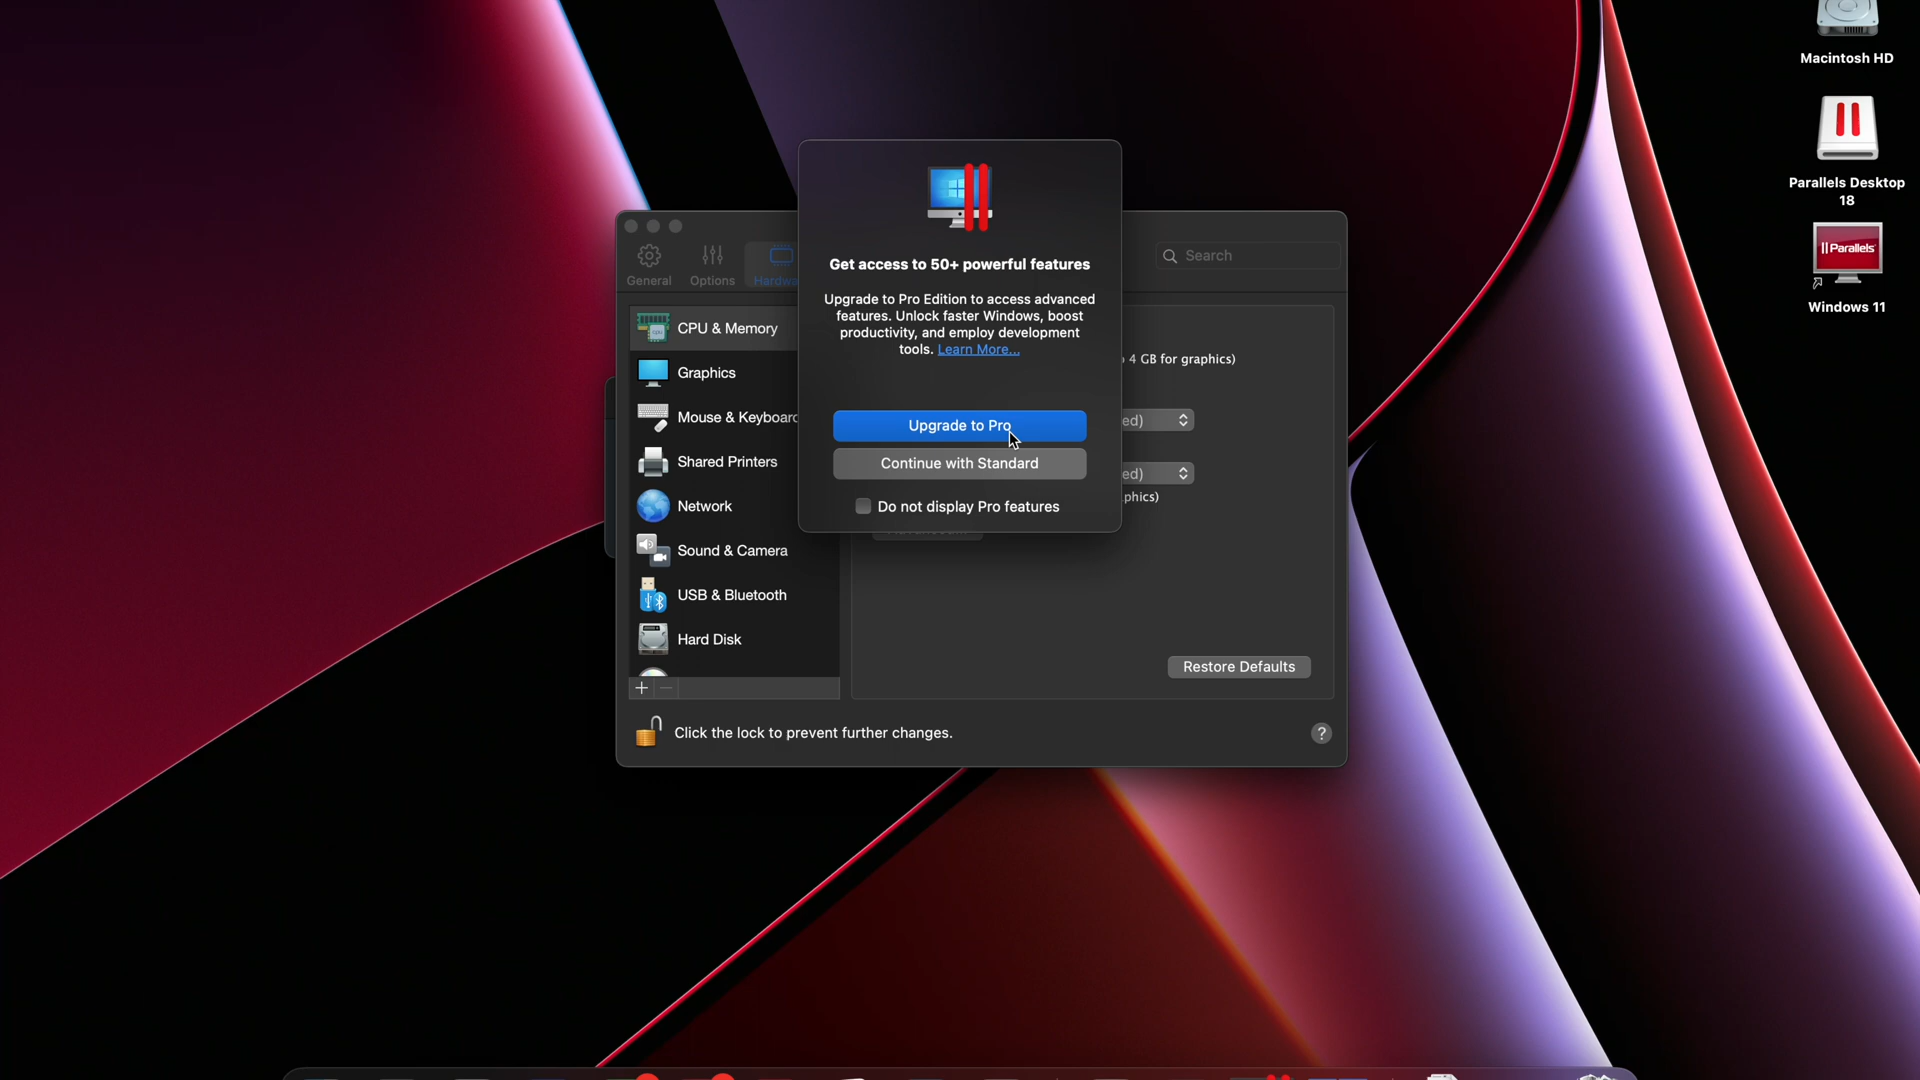 Macintosh HD
Parallels Desktop
18
Parallels
Windows 11
General
Options
Hardwa
Search
Get access to 50+ powerful features
Upgrade to Pro Edition to access advanced
features. Unlock faster Windows, boost
productivity, and employ development
tools. Learn More...
Upgrade to Pro
Continue with Standard
Do not display Pro features
CPU & Memory
Graphics
Mouse & Keyboard
Shared Printers
Network
Sound & Camera
USB & Bluetooth
Hard Disk
4 GB for graphics)
ed)
ed)
phics)
Restore Defaults
+ −
Click the lock to prevent further changes.
?